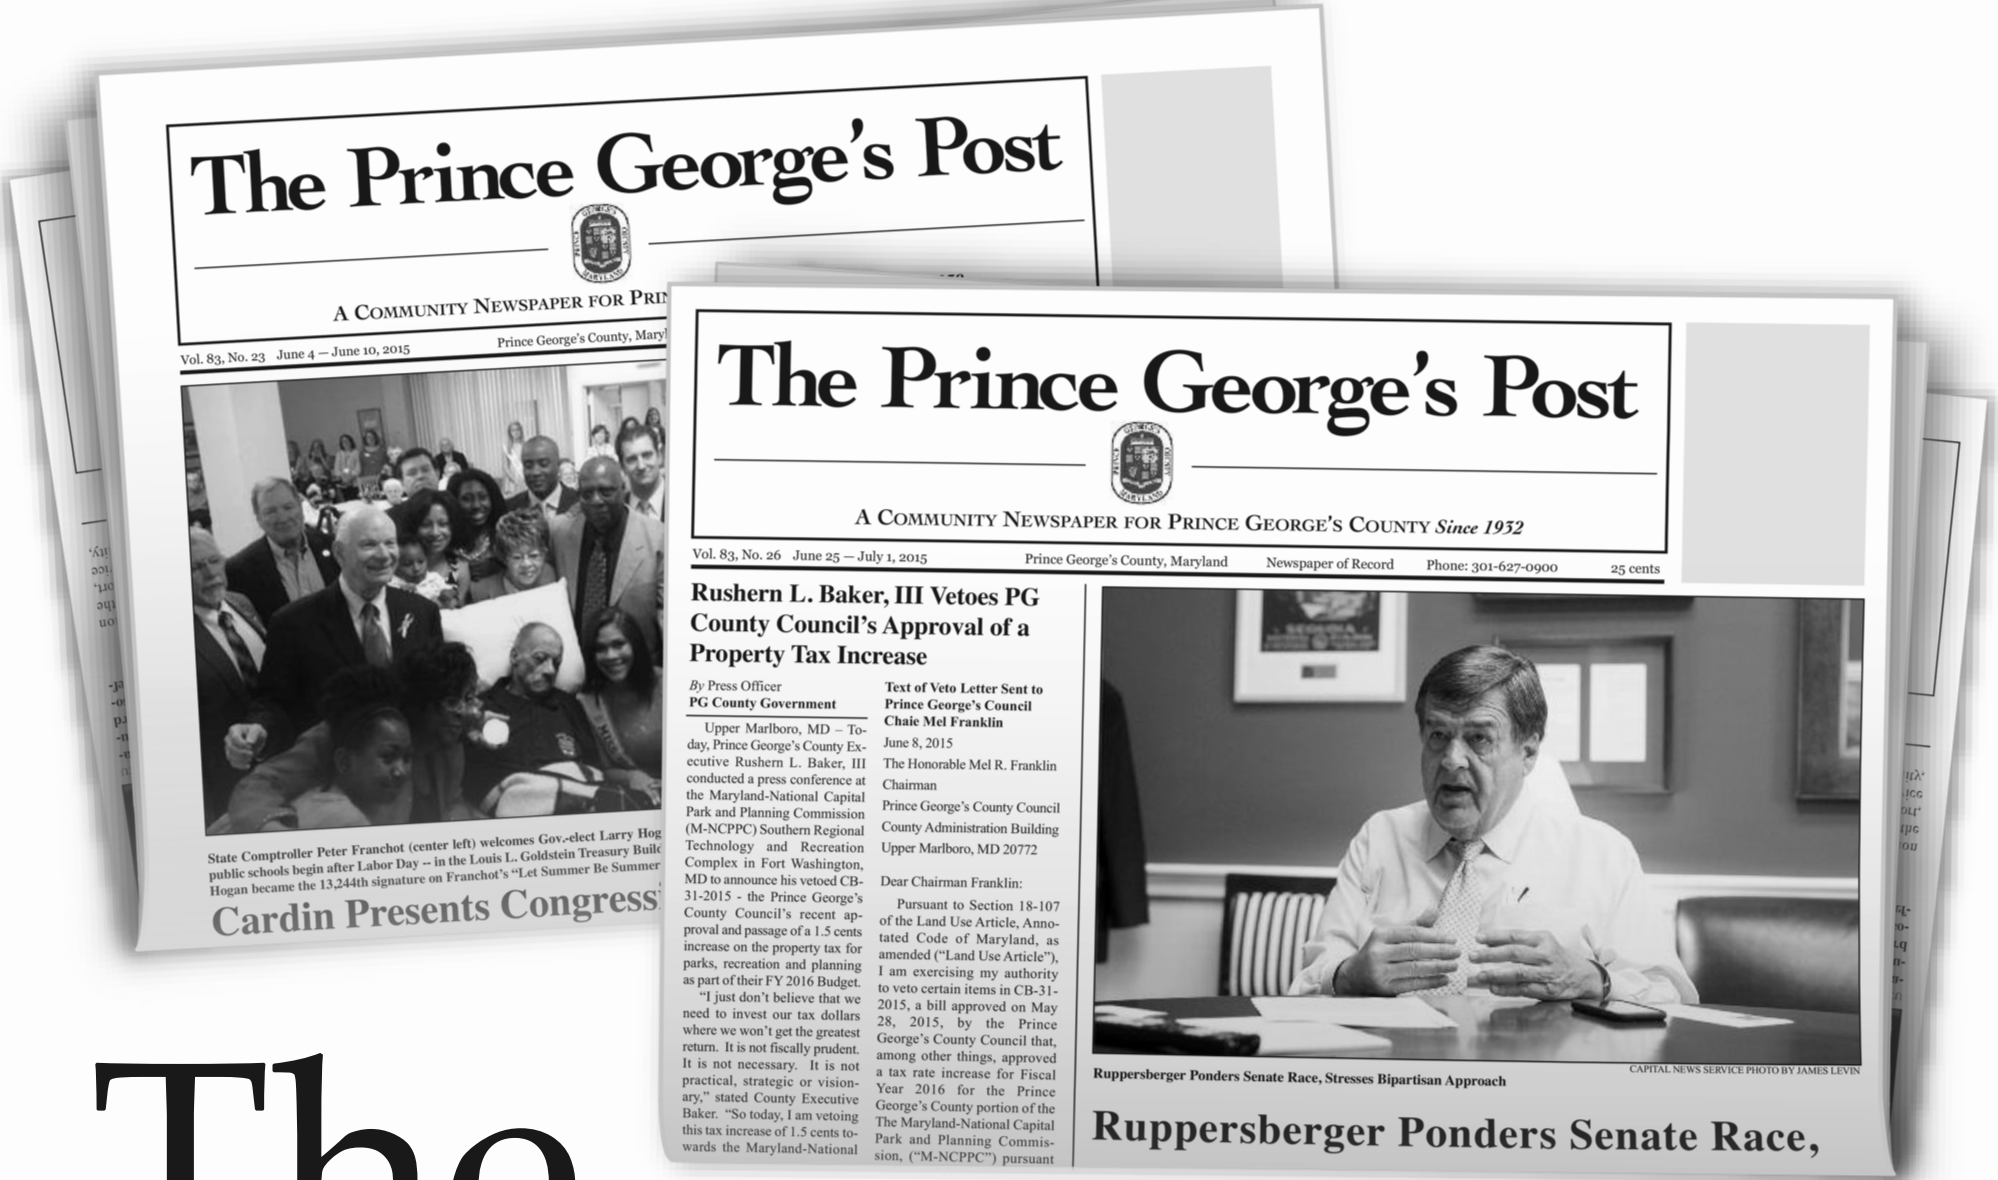 The Prince George's Post
A Community Newspaper for Prin
Vol. 83, No. 23 June 4 — June 10, 2015 Prince George's County, Maryl
State Comptroller Peter Franchot (center left) welcomes Gov.-elect Larry Hog
public schools begin after Labor Day -- in the Louis L. Goldstein Treasury Build
Hogan became the 13,244th signature on Franchot's “Let Summer Be Summer
Cardin Presents Congressi
The Prince George's Post
A Community Newspaper for Prince George's County Since 1932
Vol. 83, No. 26 June 25 — July 1, 2015 Prince George's County, Maryland Newspaper of Record Phone: 301-627-0900 25 cents
Rushern L. Baker, III Vetoes PG
County Council's Approval of a
Property Tax Increase
By Press Officer
PG County Government
Upper Marlboro, MD – To-
day, Prince George's County Ex-
ecutive Rushern L. Baker, III
conducted a press conference at
the Maryland-National Capital
Park and Planning Commission
(M-NCPPC) Southern Regional
Technology and Recreation
Complex in Fort Washington,
MD to announce his vetoed CB-
31-2015 - the Prince George's
County Council's recent ap-
proval and passage of a 1.5 cents
increase on the property tax for
parks, recreation and planning
as part of their FY 2016 Budget.
“I just don't believe that we
need to invest our tax dollars
where we won't get the greatest
return. It is not fiscally prudent.
It is not necessary. It is not
practical, strategic or vision-
ary,” stated County Executive
Baker. “So today, I am vetoing
this tax increase of 1.5 cents to-
wards the Maryland-National
Text of Veto Letter Sent to
Prince George's Council
Chaie Mel Franklin
June 8, 2015
The Honorable Mel R. Franklin
Chairman
Prince George's County Council
County Administration Building
Upper Marlboro, MD 20772
Dear Chairman Franklin:
Pursuant to Section 18-107
of the Land Use Article, Anno-
tated Code of Maryland, as
amended (“Land Use Article”),
I am exercising my authority
to veto certain items in CB-31-
2015, a bill approved on May
28, 2015, by the Prince
George's County Council that,
among other things, approved
a tax rate increase for Fiscal
Year 2016 for the Prince
George's County portion of the
The Maryland-National Capital
Park and Planning Commis-
sion, (“M-NCPPC”) pursuant
SEQUOIA
CAPITAL NEWS SERVICE PHOTO BY JAMES LEVIN
Ruppersberger Ponders Senate Race, Stresses Bipartisan Approach
Ruppersberger Ponders Senate Race,
The